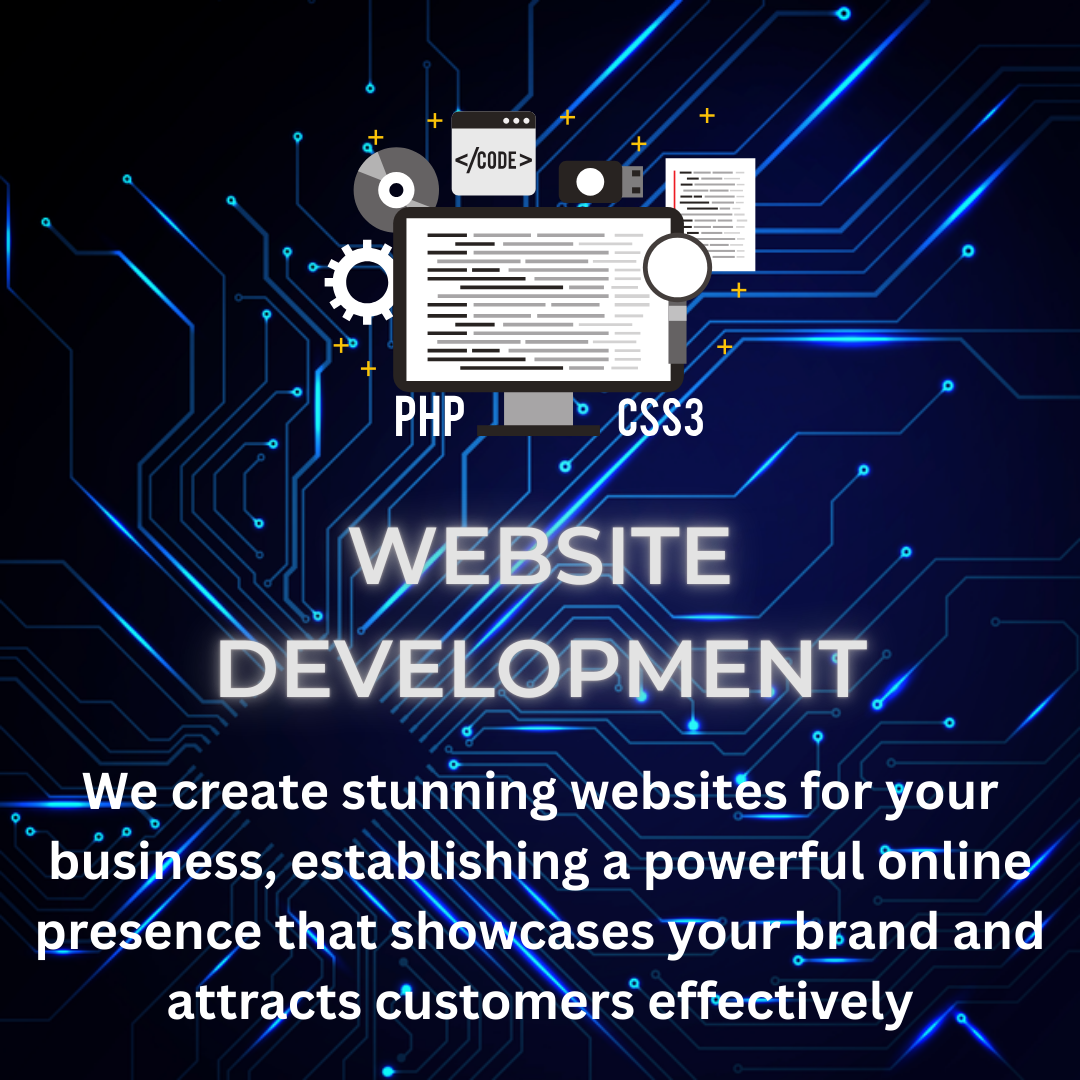 </CODE>
PHP CSS3
WEBSITE
DEVELOPMENT
We create stunning websites for your
business, establishing a powerful online
presence that showcases your brand and
attracts customers effectively